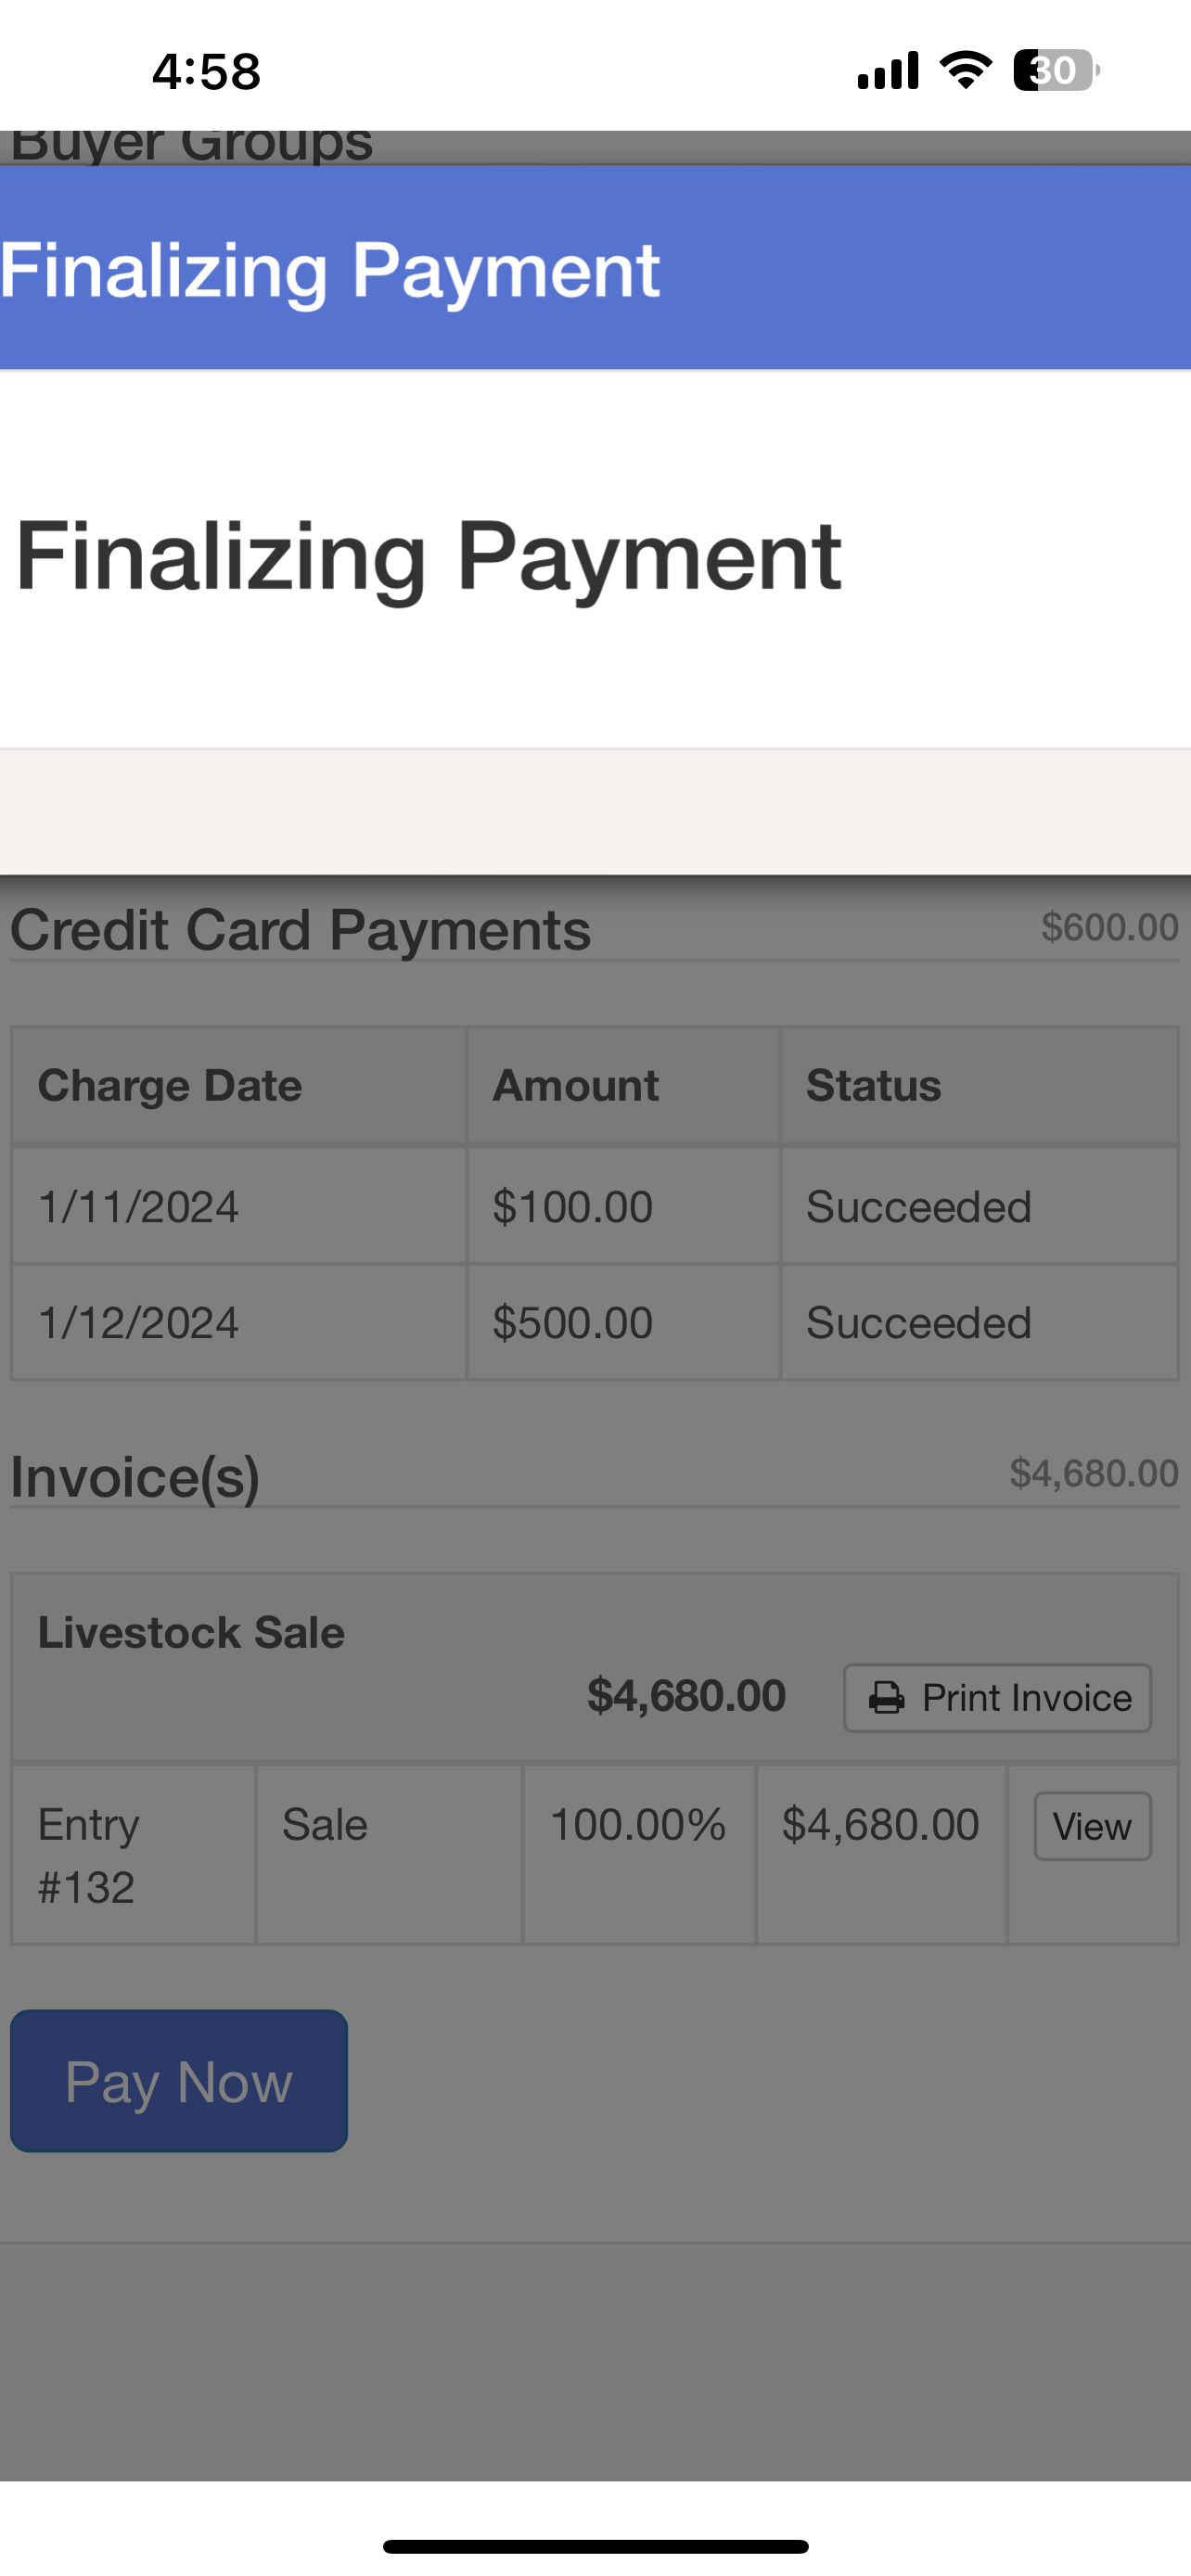 4:58
30
Buyer Groups
Finalizing Payment
Finalizing Payment
Credit Card Payments $600.00
Charge Date Amount Status
1/11/2024 $100.00 Succeeded
1/12/2024 $500.00 Succeeded
Invoice(s) $4,680.00
Livestock Sale
$4,680.00 Print Invoice
Entry Sale 100.00% $4,680.00 View
#132
Pay Now